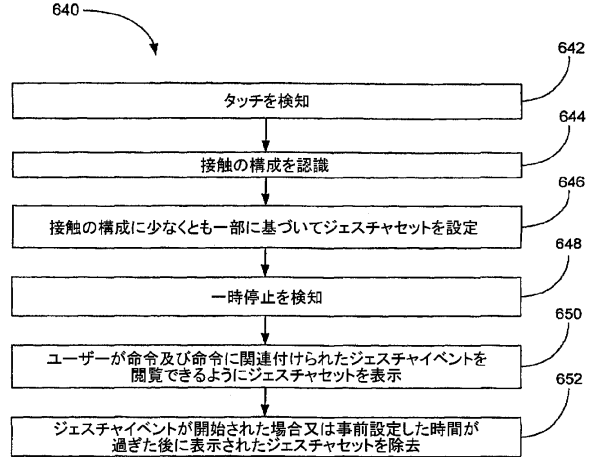 640
642
タッチを検知
644
接触の構成を認識
646
接触の構成に少なくとも一部に基づいてジェスチャセットを設定
648
一時停止を検知
650
ユーザーが命令及び命令に関連付けられたジェスチャイベントを
閲覧できるようにジェスチャセットを表示
652
ジェスチャイベントが開始された場合又は事前設定した時間が
過ぎた後に表示されたジェスチャセットを除去